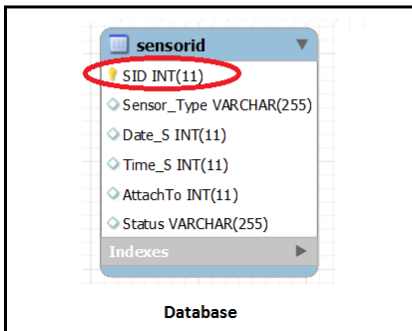 sensorid
SID INT(11)
Sensor_Type VARCHAR(255)
Date_S INT(11)
Time_S INT(11)
AttachTo INT(11)
Status VARCHAR(255)
Indexes
Database